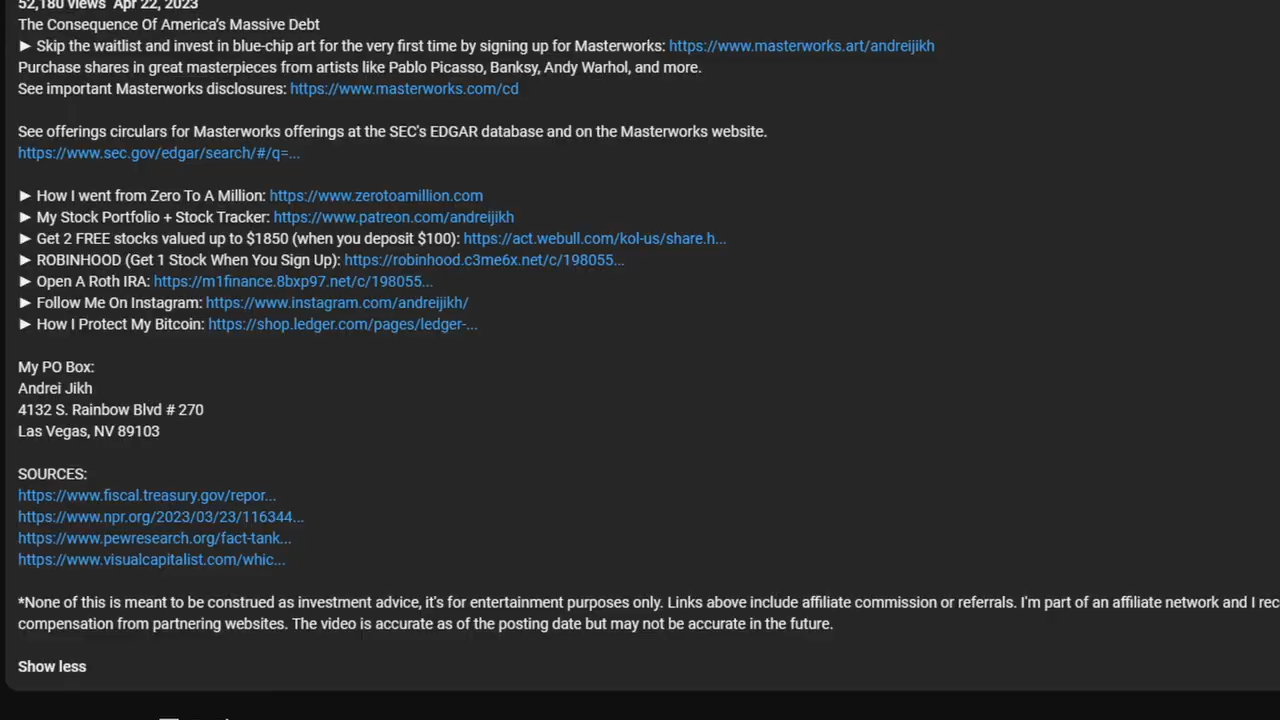 52,180 views Apr 22, 2023
The Consequence Of America's Massive Debt
► Skip the waitlist and invest in blue-chip art for the very first time by signing up for Masterworks: https://www.masterworks.art/andreijikh
Purchase shares in great masterpieces from artists like Pablo Picasso, Banksy, Andy Warhol, and more.
See important Masterworks disclosures: https://www.masterworks.com/cd
See offerings circulars for Masterworks offerings at the SEC's EDGAR database and on the Masterworks website.
https://www.sec.gov/edgar/search/#/q=...
► How I went from Zero To A Million: https://www.zerotoamillion.com
► My Stock Portfolio + Stock Tracker: https://www.patreon.com/andreijikh
► Get 2 FREE stocks valued up to $1850 (when you deposit $100): https://act.webull.com/kol-us/share.h...
► ROBINHOOD (Get 1 Stock When You Sign Up): https://robinhood.c3me6x.net/c/198055...
► Open A Roth IRA: https://m1finance.8bxp97.net/c/198055...
► Follow Me On Instagram: https://www.instagram.com/andreijikh/
► How I Protect My Bitcoin: https://shop.ledger.com/pages/ledger-...
My PO Box:
Andrei Jikh
4132 S. Rainbow Blvd # 270
Las Vegas, NV 89103
SOURCES:
https://www.fiscal.treasury.gov/repor...
https://www.npr.org/2023/03/23/116344...
https://www.pewresearch.org/fact-tank...
https://www.visualcapitalist.com/whic...
*None of this is meant to be construed as investment advice, it's for entertainment purposes only. Links above include affiliate commission or referrals. I'm part of an affiliate network and I rec
compensation from partnering websites. The video is accurate as of the posting date but may not be accurate in the future.
Show less